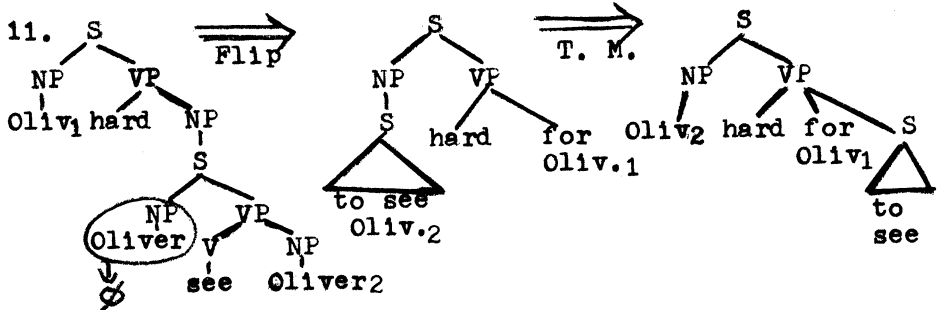 11.
S
Flip
S
T. M.
S
NP VP
NP VP
NP VP
Oliv1 hard NP
S
hard for
Oliv.1
Oliv2 hard for
Oliv1
S
S
to see
Oliv.2
to
see
NP VP
Oliver V NP
see Oliver2
∅